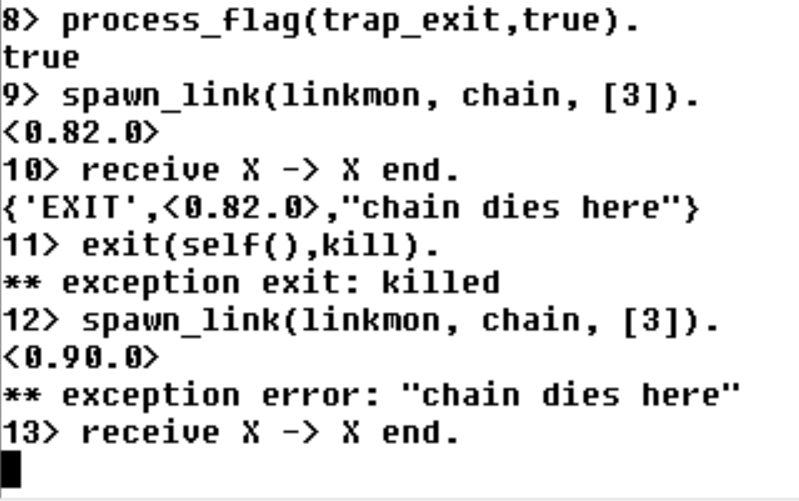 8> process_flag(trap_exit,true).
true
9> spawn_link(linkmon, chain, [3]).
<0.82.0>
10> receive X -> X end.
{'EXIT',<0.82.0>,"chain dies here"}
11> exit(self(),kill).
** exception exit: killed
12> spawn_link(linkmon, chain, [3]).
<0.90.0>
** exception error: "chain dies here"
13> receive X -> X end.